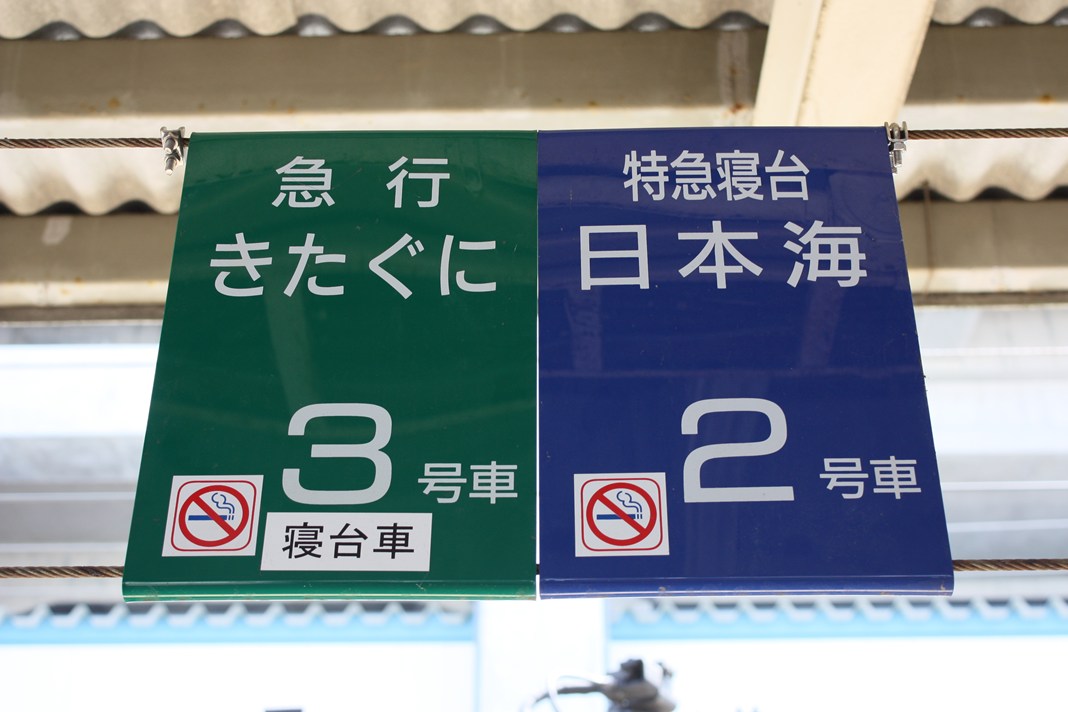 急行
きたぐに
3号車
寝台車
特急寝台
日本海
2号車